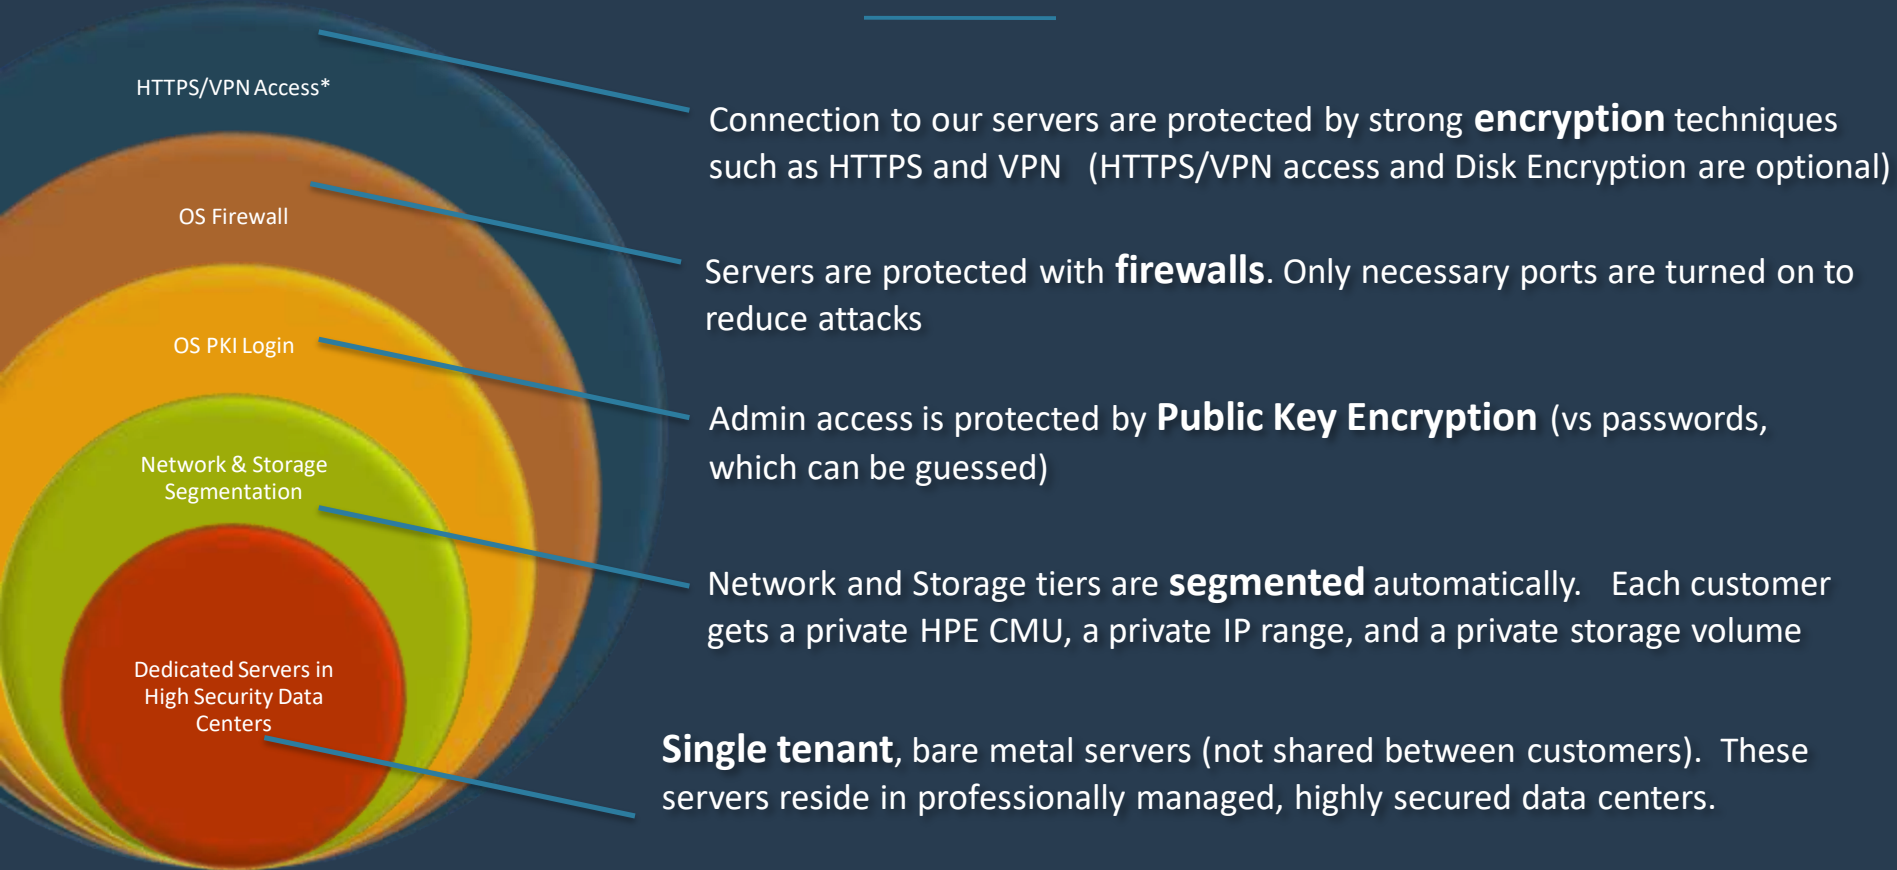 HTTPS/VPN Access*
Connection to our servers are protected by strong encryption techniques
such as HTTPS and VPN (HTTPS/VPN access and Disk Encryption are optional)
OS Firewall
Servers are protected with firewalls. Only necessary ports are turned on to
reduce attacks
OS PKI Login
Admin access is protected by Public Key Encryption (vs passwords,
which can be guessed)
Network & Storage
Segmentation
Network and Storage tiers are segmented automatically. Each customer
gets a private HPE CMU, a private IP range, and a private storage volume
Dedicated Servers in
High Security Data
Centers
Single tenant, bare metal servers (not shared between customers). These
servers reside in professionally managed, highly secured data centers.